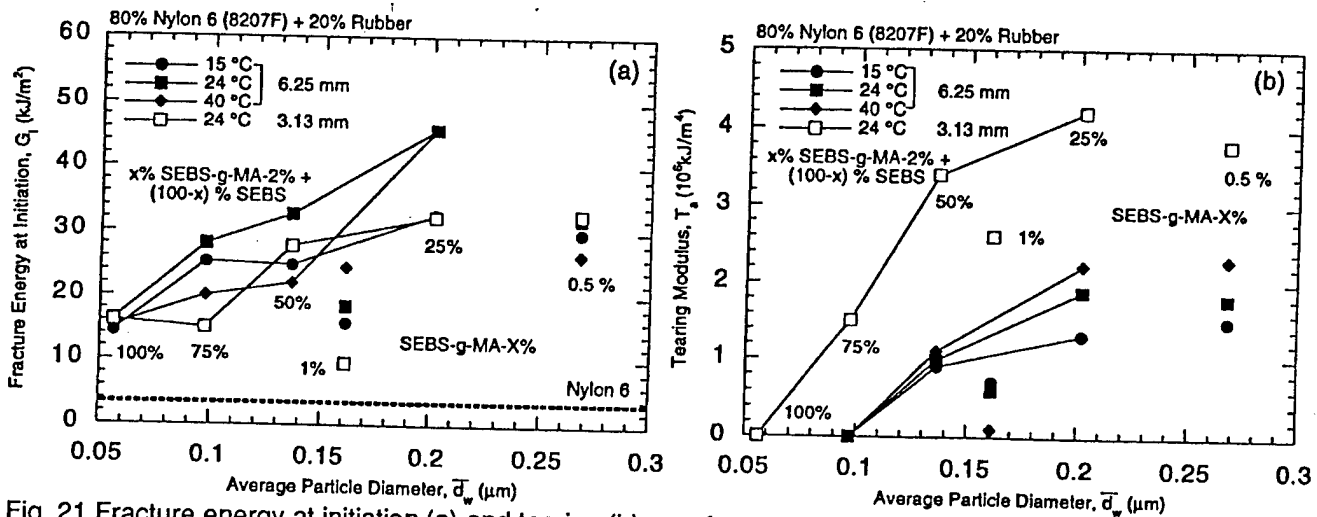 80% Nylon 6 (8207F) + 20% Rubber
60
50
40
30
20
10
0
Fracture Energy at Initiation, G_i (kJ/m²)
(a)
15 °C
24 °C
40 °C
6.25 mm
24 °C 3.13 mm
x% SEBS-g-MA-2% +
(100-x) % SEBS
100%
75%
50%
25%
1%
0.5 %
SEBS-g-MA-X%
Nylon 6
0.05 0.1 0.15 0.2 0.25 0.3
Average Particle Diameter, d̅_w (μm)
80% Nylon 6 (8207F) + 20% Rubber
5
4
3
2
1
0
Tearing Modulus, T_a (10⁶kJ/m⁴)
(b)
15 °C
24 °C
40 °C
6.25 mm
24 °C 3.13 mm
x% SEBS-g-MA-2% +
(100-x) % SEBS
25%
50%
0.5 %
SEBS-g-MA-X%
1%
75%
100%
0.05 0.1 0.15 0.2 0.25 0.3
Average Particle Diameter, d̅_w (μm)
Fig. 21 Fracture energy at initiation (a) and tearing (b)